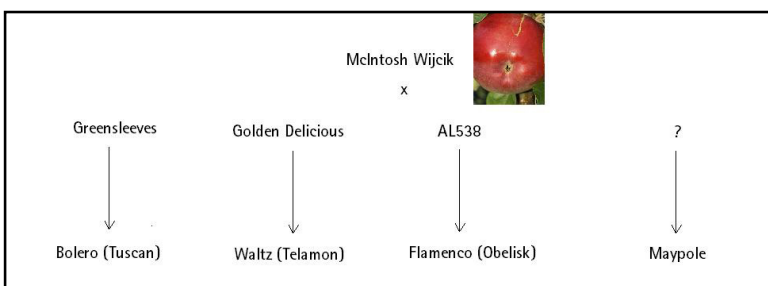 McIntosh Wijcik
x
Greensleeves Golden Delicious AL538 ?
Bolero (Tuscan) Waltz (Telamon) Flamenco (Obelisk) Maypole